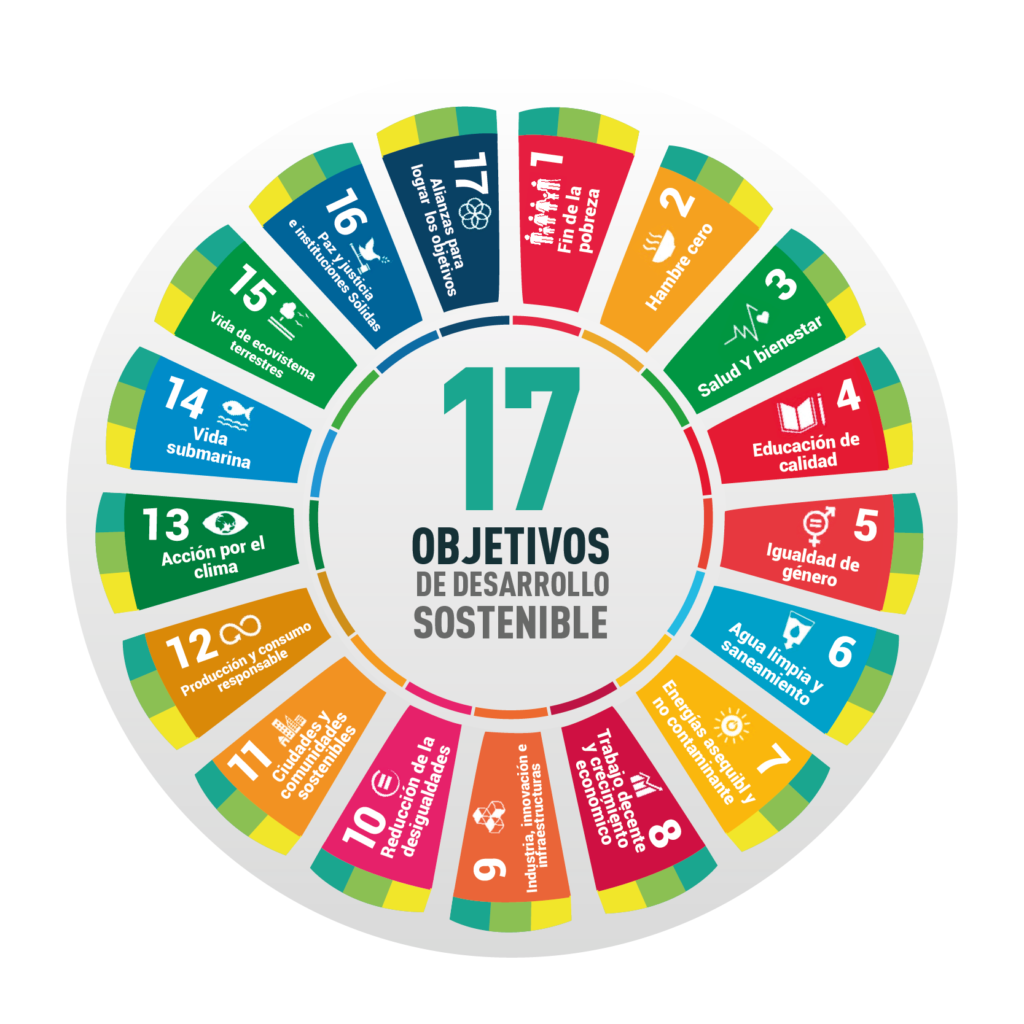 17
OBJETIVOS
DE DESARROLLO
SOSTENIBLE
1
Fin de la
pobreza
2
Hambre cero
3
Salud Y bienestar
4
Educación de
calidad
5
Igualdad de
género
6
Agua limpia y
saneamiento
7
Energías asequibl y
no contaminante
8
Trabajo decente
y crecimiento
económico
9
Industria, innovación e
infraestructuras
10
Reducción de la
desigualdades
11
Ciudades y
comunidades
sostenibles
12
Producción y consumo
responsable
13
Acción por el
clima
14
Vida
submarina
15
Vida de ecovistema
terrestres
16
Paz y justicia
e instituciones Sólidas
17
Alianzas para
lograr los objetivos